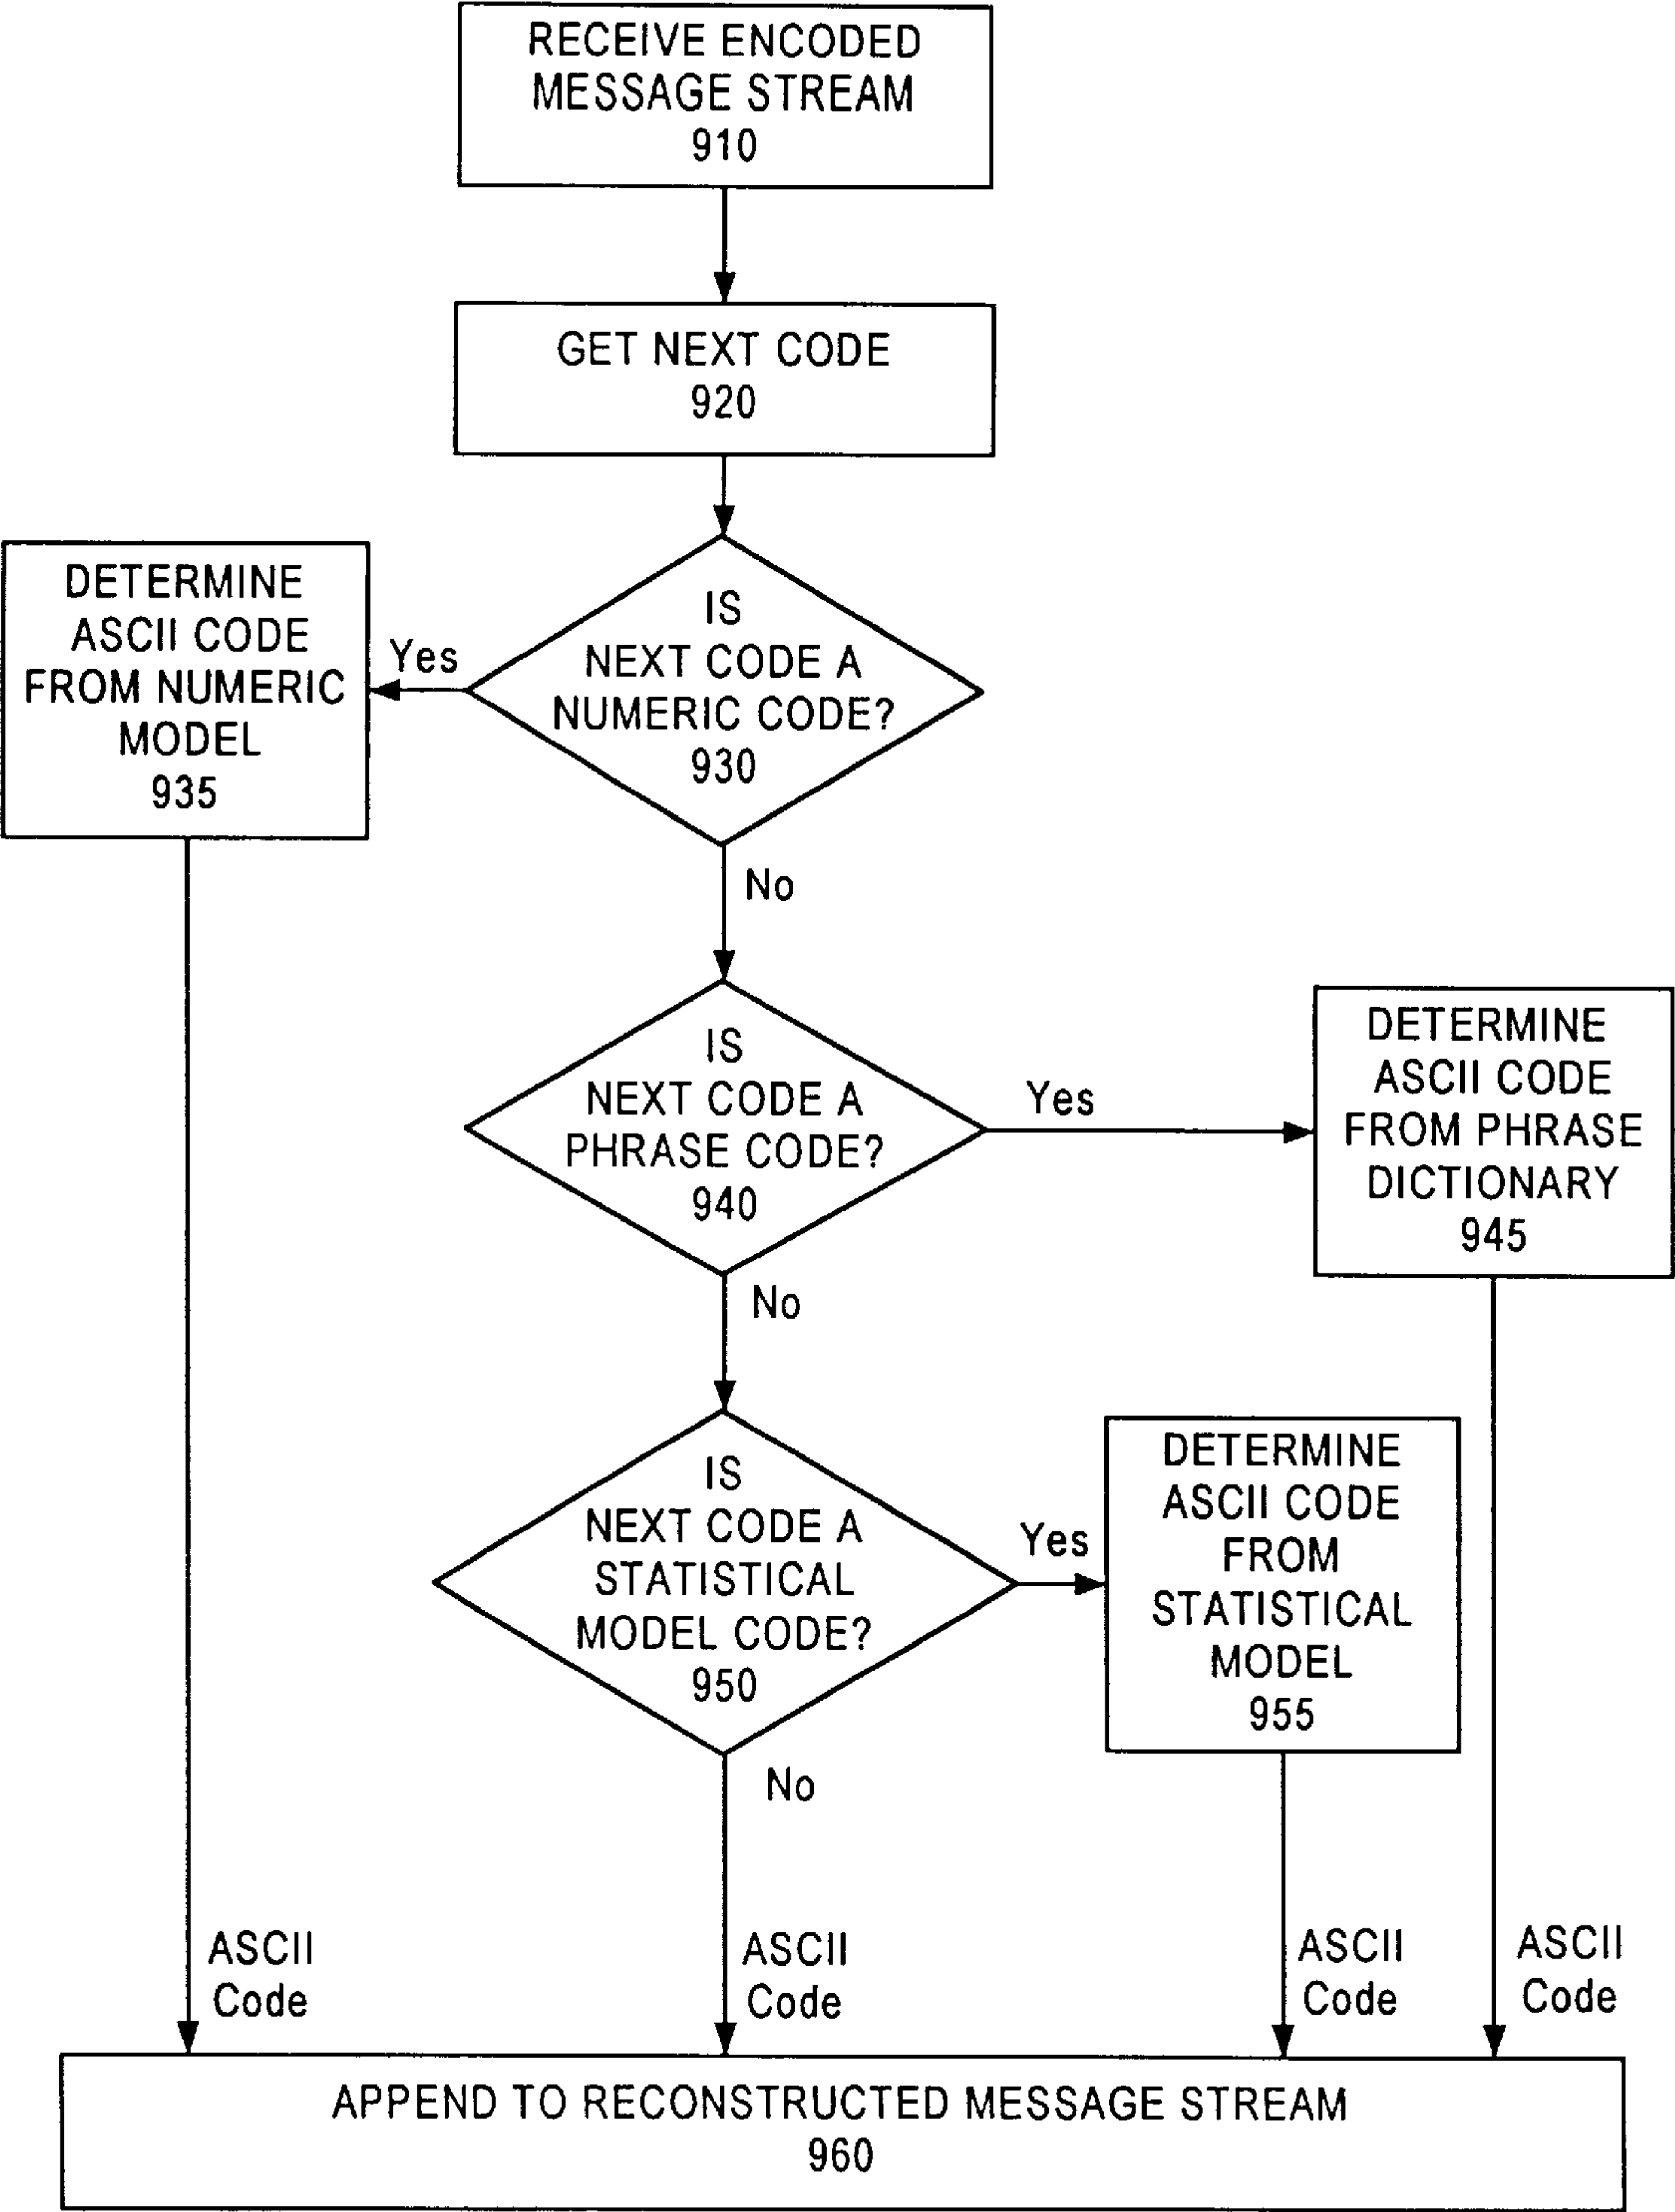 RECEIVE ENCODED
MESSAGE STREAM
910
GET NEXT CODE
920
IS
NEXT CODE A
NUMERIC CODE?
930
Yes
DETERMINE
ASCII CODE
FROM NUMERIC
MODEL
935
No
IS
NEXT CODE A
PHRASE CODE?
940
Yes
DETERMINE
ASCII CODE
FROM PHRASE
DICTIONARY
945
No
IS
NEXT CODE A
STATISTICAL
MODEL CODE?
950
Yes
DETERMINE
ASCII CODE
FROM
STATISTICAL
MODEL
955
No
ASCII
Code
ASCII
Code
ASCII
Code
ASCII
Code
APPEND TO RECONSTRUCTED MESSAGE STREAM
960